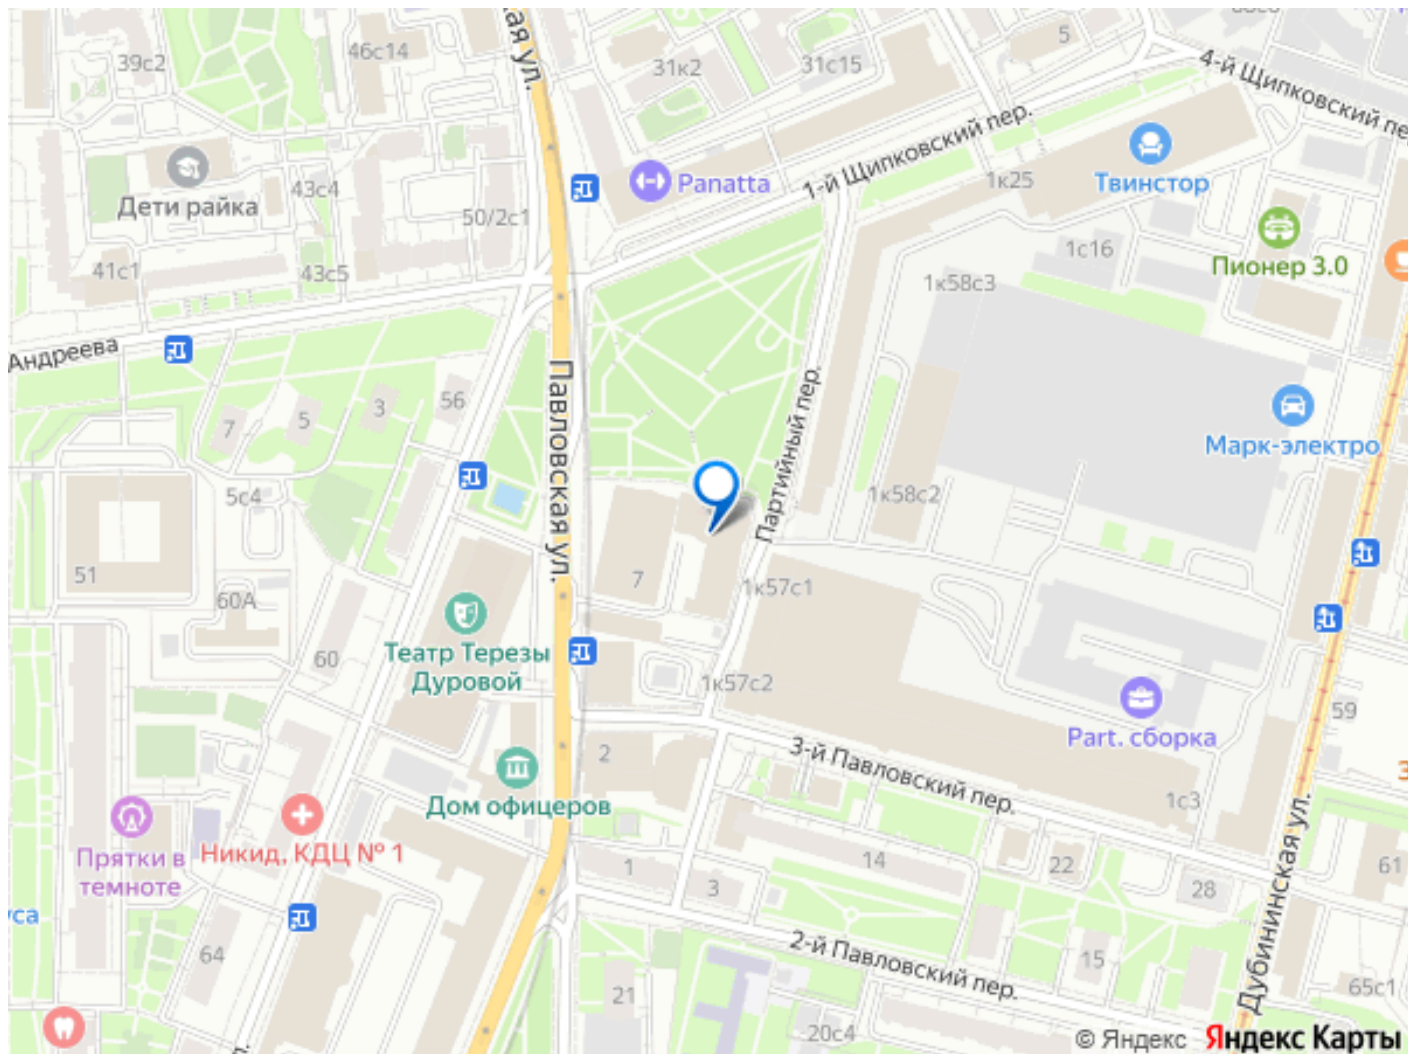 кая ул.
39с2
46с14
31к2
31с15
5
4-й Щипковский пе
1-й Щипковский пер.
Твинстор
Panatta
1к25
Дети райка
43с4
50/2с1
41с1
43с5
1с16
Пионер 3.0
1к58с3
Андреева
Павловская ул.
Партийный пер.
7
5
3
56
Марк-электро
5с4
1к58с2
51
60А
7
1к57с1
Театр Терезы
Дуровой
60
1к57с2
59
Part. сборка
2
3-й Павловский пер.
1с3
Дом офицеров
Прятки в
темноте
Никид. КДЦ № 1
1
3
14
22
28
61
Дубининская ул.
уса
64
2-й Павловский пер.
15
21
65с1
20с4
л.
© Яндекс Яндекс Карты